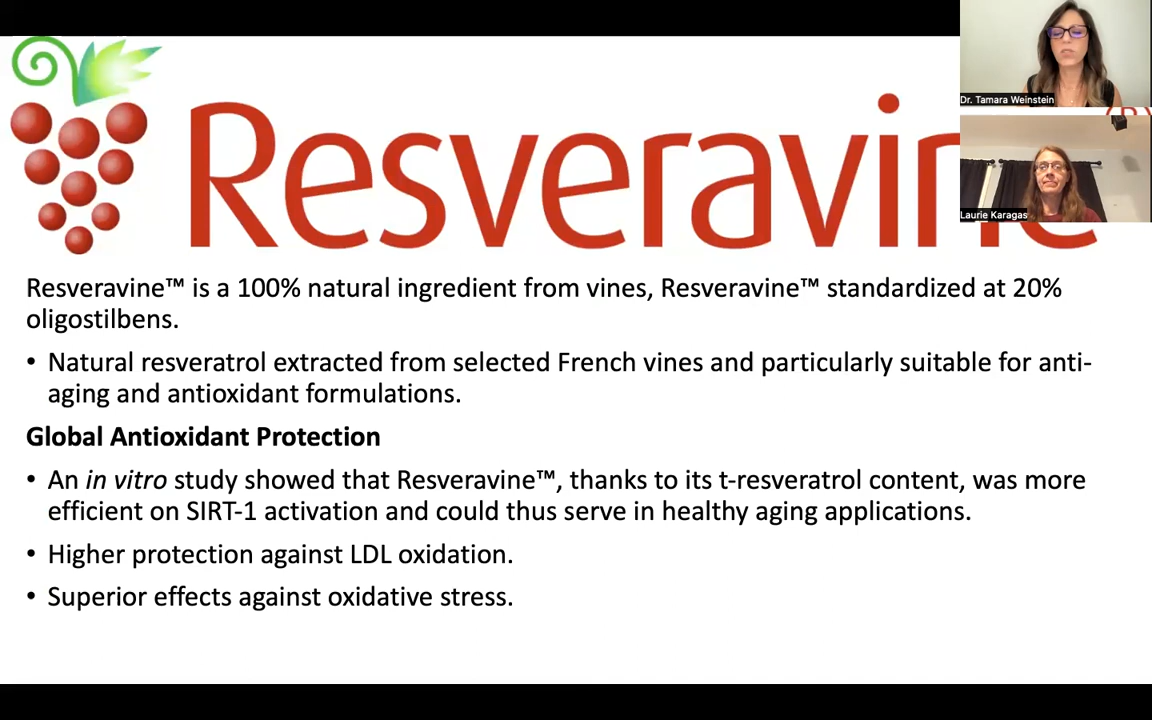 Resveravine
Dr. Tamara Weinstein
Laurie Karagas
Resveravine™ is a 100% natural ingredient from vines, Resveravine™ standardized at 20%
oligostilbens.
• Natural resveratrol extracted from selected French vines and particularly suitable for anti-
aging and antioxidant formulations.
Global Antioxidant Protection
• An in vitro study showed that Resveravine™, thanks to its t-resveratrol content, was more
efficient on SIRT-1 activation and could thus serve in healthy aging applications.
• Higher protection against LDL oxidation.
• Superior effects against oxidative stress.